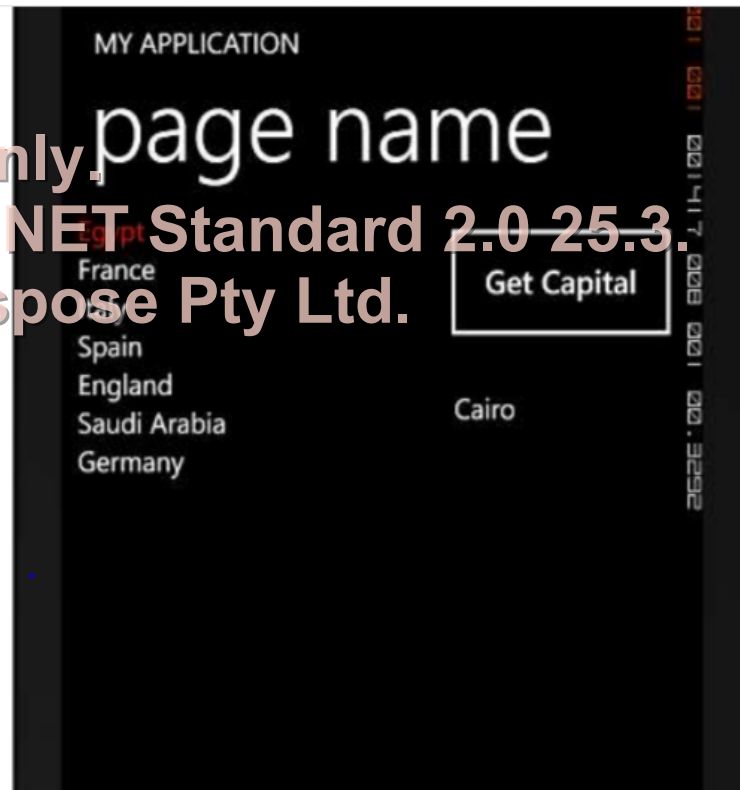 MY APPLICATION
page name
nly.
NET Standard 2.0 25.3.
spose Pty Ltd.
Egypt
France
Italy
Spain
England
Saudi Arabia
Germany
Get Capital
Cairo